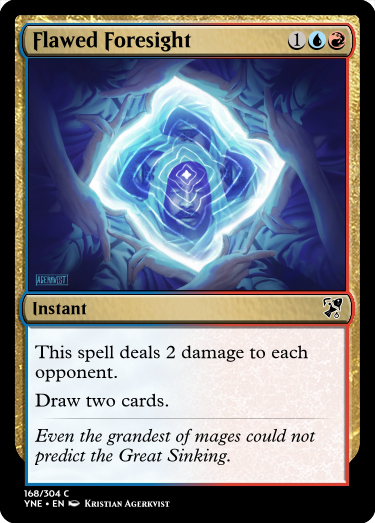 Flawed Foresight 1
AGERKVIST
Instant
This spell deals 2 damage to each
opponent.
Draw two cards.
Even the grandest of mages could not
predict the Great Sinking.
168/304 C
YNE • EN Kristian Agerkvist